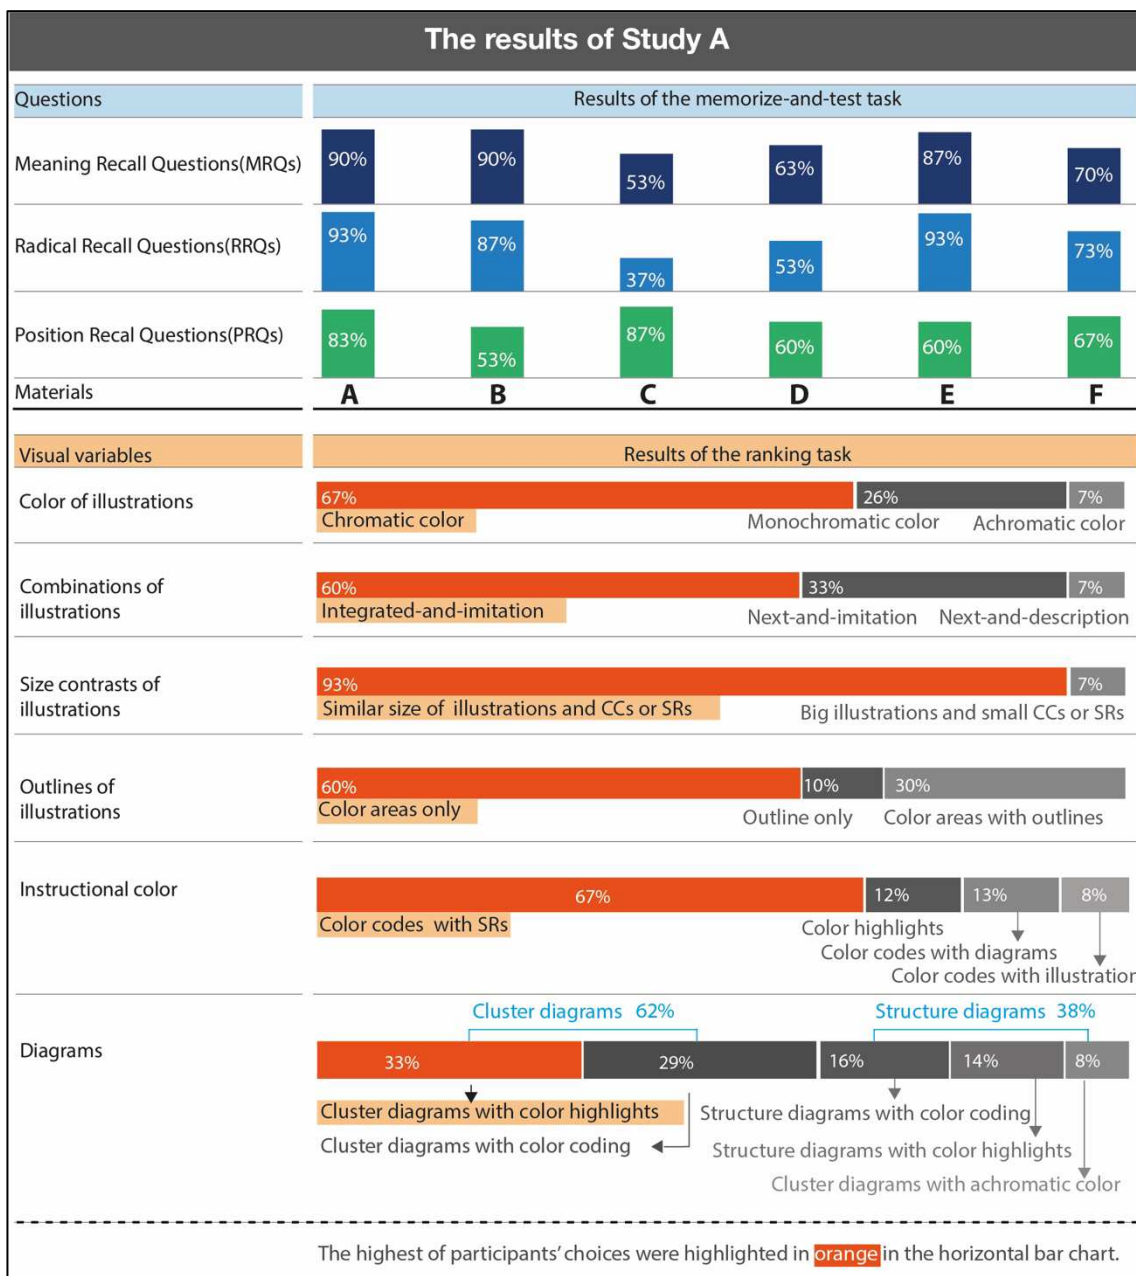 The results of Study A
Questions
Results of the memorize-and-test task
Meaning Recall Questions(MRQs)
90%
90%
53%
63%
87%
70%
Radical Recall Questions(RRQs)
93%
87%
37%
53%
93%
73%
Position Recal Questions(PRQs)
83%
53%
87%
60%
60%
67%
Materials
A
B
C
D
E
F
Visual variables
Results of the ranking task
Color of illustrations
67%
26%
7%
Chromatic color
Monochromatic color
Achromatic color
Combinations of
illustrations
60%
33%
7%
Integrated-and-imitation
Next-and-imitation
Next-and-description
Size contrasts of
illustrations
93%
7%
Similar size of illustrations and CCs or SRs
Big illustrations and small CCs or SRs
Outlines of
illustrations
60%
10%
30%
Color areas only
Outline only
Color areas with outlines
Instructional color
67%
12%
13%
8%
Color codes with SRs
Color highlights
Color codes with diagrams
Color codes with illustration
Diagrams
Cluster diagrams 62%
Structure diagrams 38%
33%
29%
16%
14%
8%
Cluster diagrams with color highlights
Structure diagrams with color coding
Cluster diagrams with color coding
Structure diagrams with color highlights
Cluster diagrams with achromatic color
The highest of participants' choices were highlighted in orange in the horizontal bar chart.